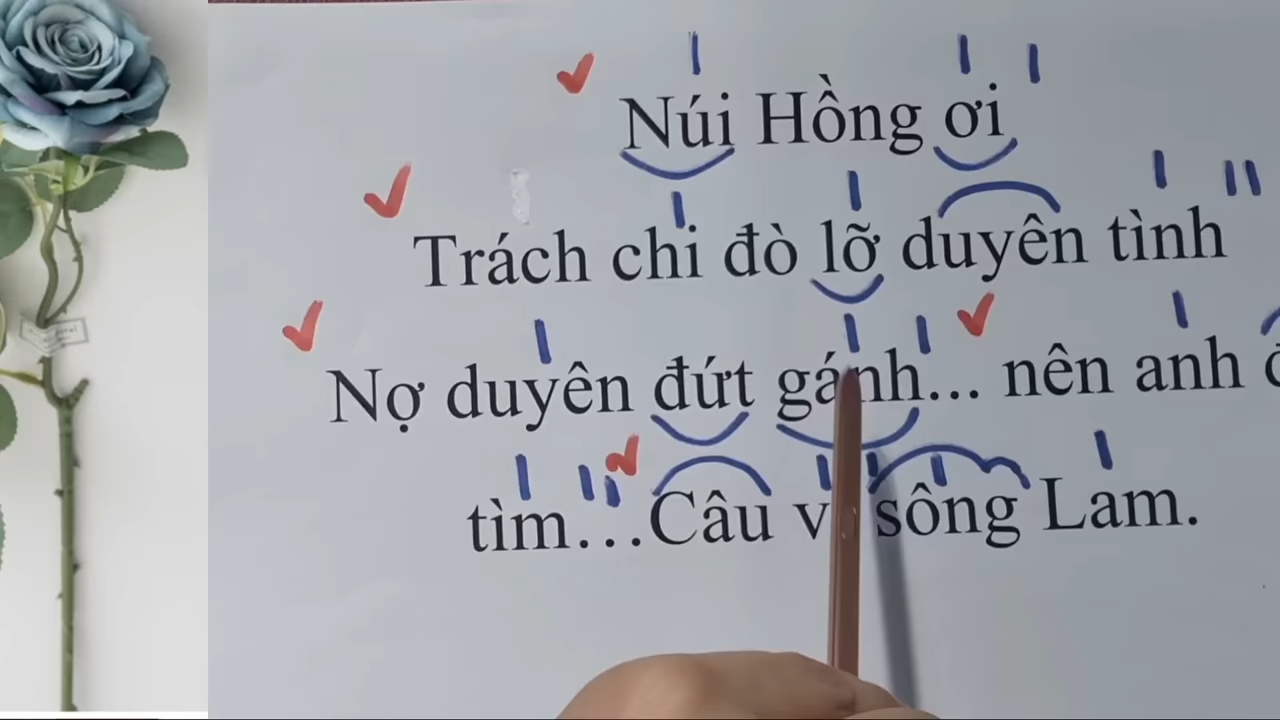 Núi Hồng ơi
Trách chi đò lỡ duyên tình
Nợ duyên đứt gánh... nên anh
tìm...Câu sông Lam.